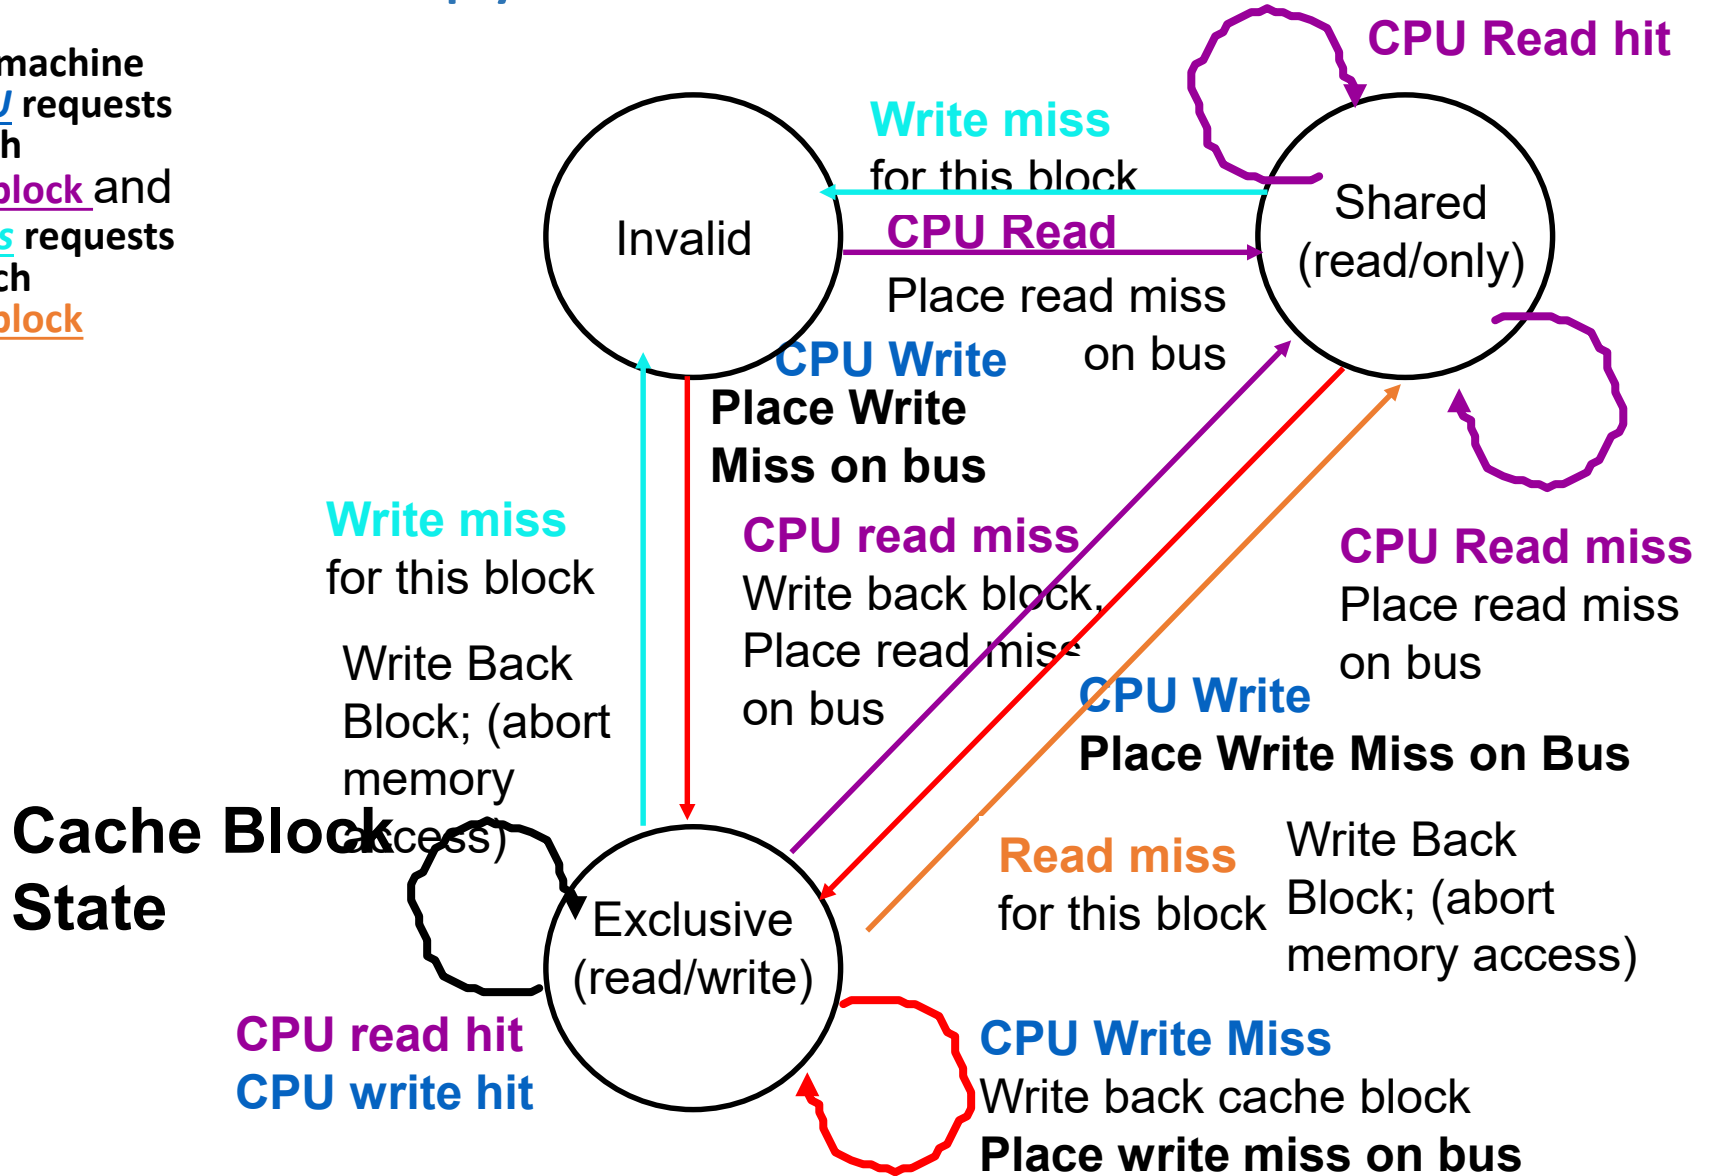 machine
requests
block and
requests
block
CPU Read hit
Write miss
for this block
Invalid
CPU Read
Place read miss
on bus
Shared
(read/only)
CPU Write
Place Write
Miss on bus
Write miss
for this block
Write Back
Block; (abort
memory
access)
CPU read miss
Write back block,
Place read miss
on bus
CPU Read miss
Place read miss
on bus
CPU Write
Place Write Miss on Bus
Cache Block
State
Read miss
for this block
Write Back
Block; (abort
memory access)
Exclusive
(read/write)
CPU read hit
CPU write hit
CPU Write Miss
Write back cache block
Place write miss on bus